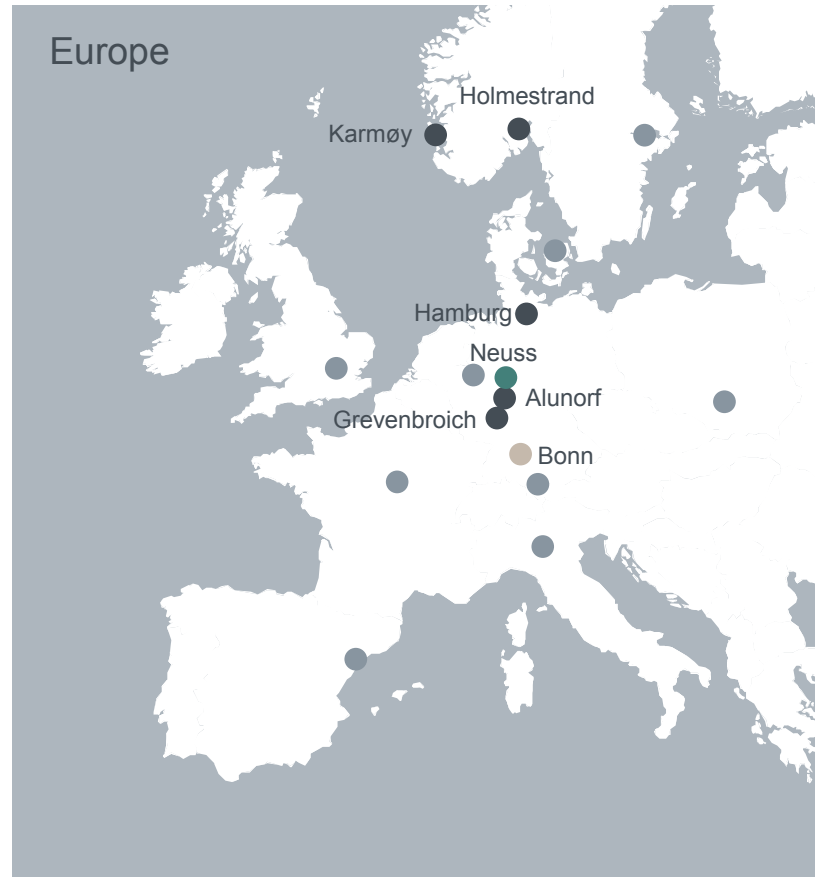 Europe
Holmestrand
Karmøy
Hamburg
Neuss
Alunorf
Grevenbroich
Bonn